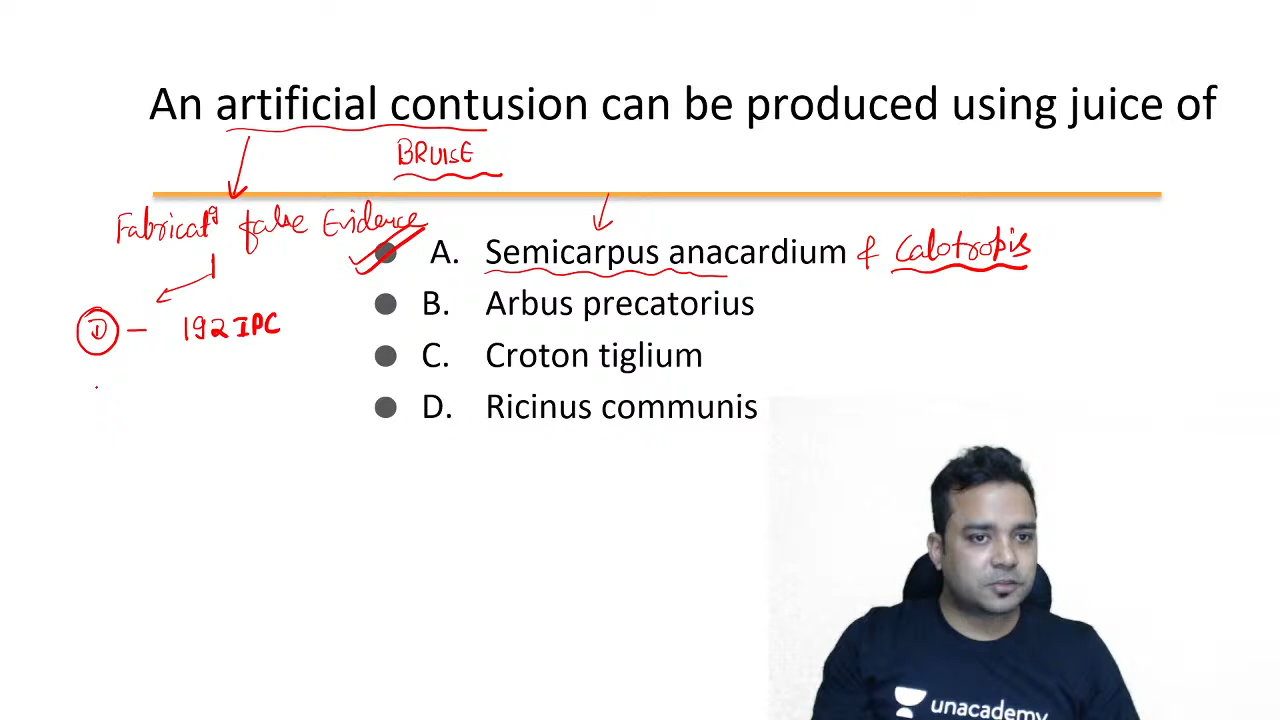 An artificial contusion can be produced using juice of
BRUISE
Fabricatg false Evidence
A. Semicarpus anacardium & Calotropis
B. Arbus precatorius
D - 192 IPC
C. Croton tiglium
D. Ricinus communis
unacademy